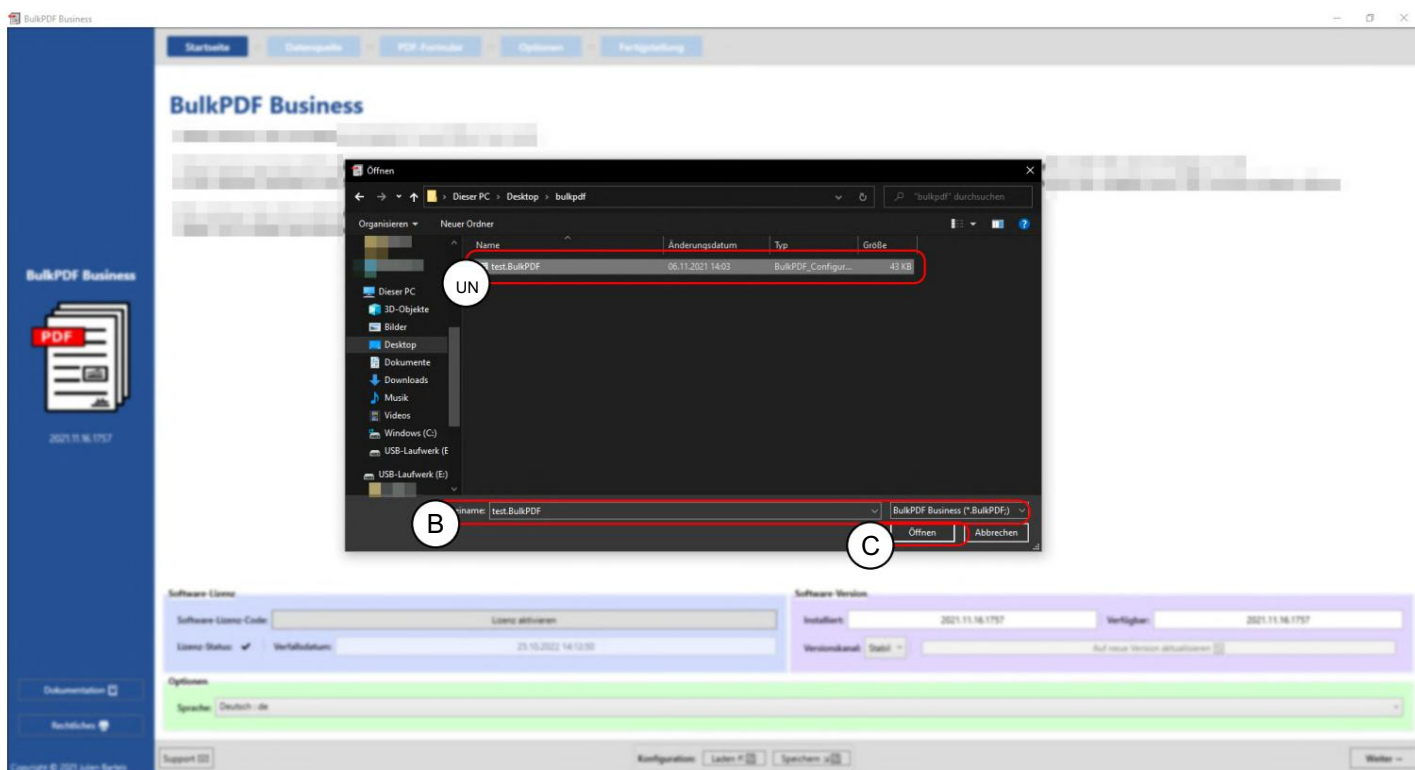 BulkPDF Business
Startseite Datenquelle PDF-Formular Optionen Fertigstellung
BulkPDF Business
Öffnen
Dieser PC > Desktop > bulkpdf
"bulkpdf" durchsuchen
Organisieren Neuer Ordner
Name Änderungsdatum Typ Größe
test.BulkPDF 06.11.2021 14:03 BulkPDF_Configur... 43 KB
UN
Dieser PC
3D-Objekte
Bilder
Desktop
Dokumente
Downloads
Musik
Videos
Windows (C:)
USB-Laufwerk (E
USB-Laufwerk (E:)
B
einame: test.BulkPDF BulkPDF Business (*.BulkPDF;)
C
Öffnen Abbrechen
BulkPDF Business
PDF
2021.11.16.1757
Software Lizenz
Software Lizenz-Code: Lizenz aktivieren
Lizenz-Status: ✔ Verfallsdatum: 25.10.2022 14:12:50
Software Version
Installiert: 2021.11.16.1757 Verfügbar: 2021.11.16.1757
Versionskanal: Stabil Auf neue Version aktualisieren
Optionen
Sprache: Deutsch - de
Dokumentation
Rechtliches
Copyright © 2021 Julien Bartels
Support
Konfiguration: Laden Speichern
Weiter